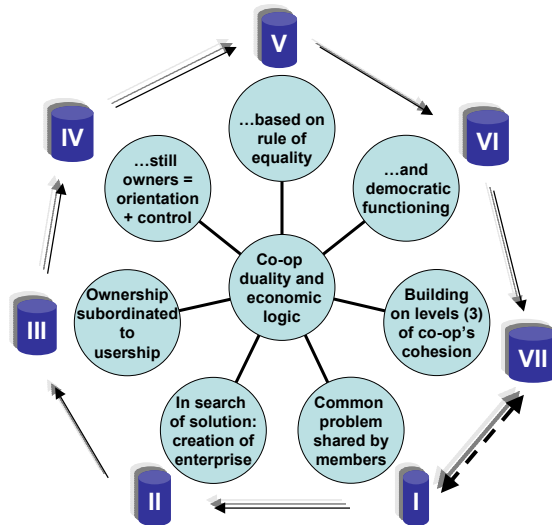 V
IV
VI
…based on
rule of
equality
…still
owners =
orientation
+ control
…and
democratic
functioning
Co-op
duality and
economic
logic
III
Ownership
subordinated
to
usership
Building
on levels (3)
of co-op's
cohesion
VII
In search
of solution:
creation of
enterprise
Common
problem
shared by
members
II
I